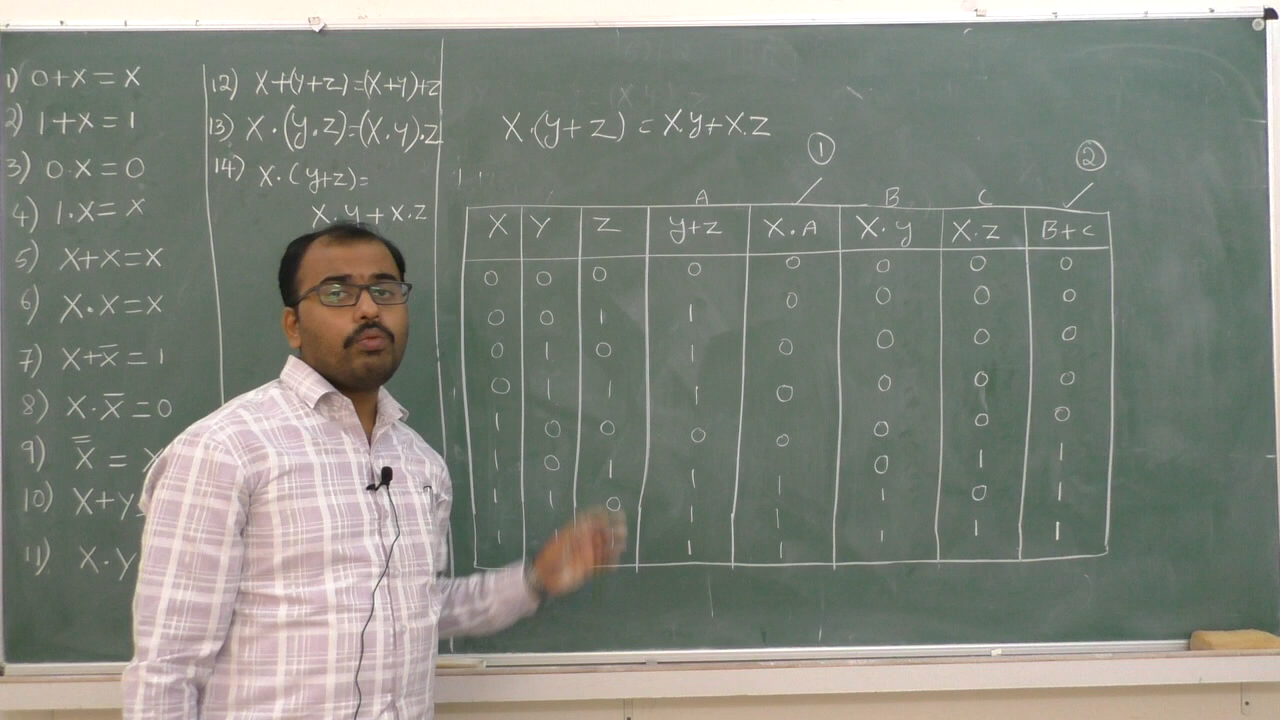 1) 0+x=x
2) 1+x=1
3) 0.x=0
4) 1.x=x
5) x+x=x
6) x.x=x
7) x+x̅=1
8) x.x̅=0
9) x̿ =
10) x+y
11) x.y
12) x+(y+z)=(x+y)+z
13) x.(y.z)=(x.y).z
14) x.(y+z)=
x.y+x.z
x.(y+z)=x.y+x.z
① ②
A B C
X Y Z y+z X.A X.y X.Z B+C
0 0 0 0 0 0 0 0
0 0 1 1 0 0 0 0
0 1 0 1 0 0 0 0
0 1 1 1 0 0 0 0
1 0 0 0 0 0 0 0
1 0 1 1 1 0 1 1
1 1 0 1 1 1 0 1
1 1 1 1 1 1 1